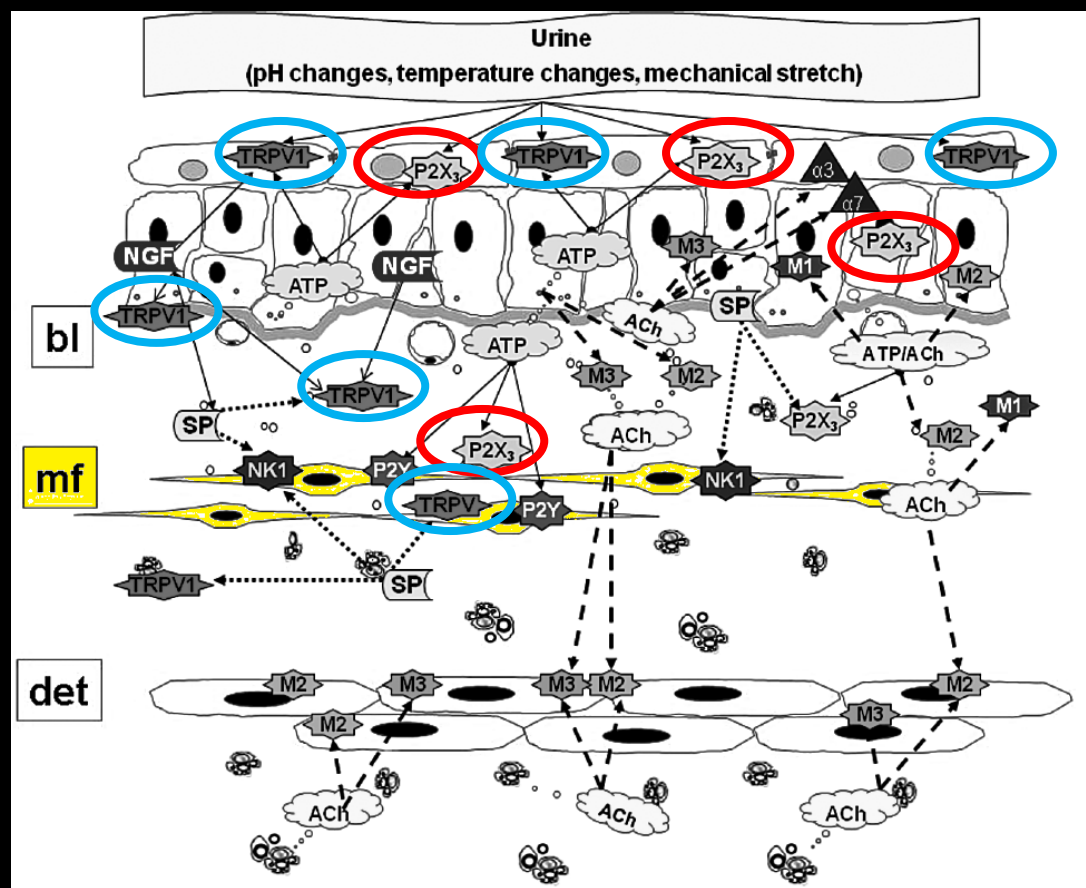 Urine
(pH changes, temperature changes, mechanical stretch)
TRPV1
P2X₃
TRPV1
P2X₃
TRPV1
α3
α7
NGF
ATP
NGF
ATP
M3
M1
P2X₃
M2
TRPV1
bl
ATP
ACh
SP
ATP/ACh
TRPV1
M3
M2
SP
ACh
P2X₃
M2
M1
mf
NK1
P2Y
P2X₃
NK1
TRPV
P2Y
ACh
TRPV1
SP
det
M2
M3
M3
M2
M2
M2
M3
ACh
ACh
ACh